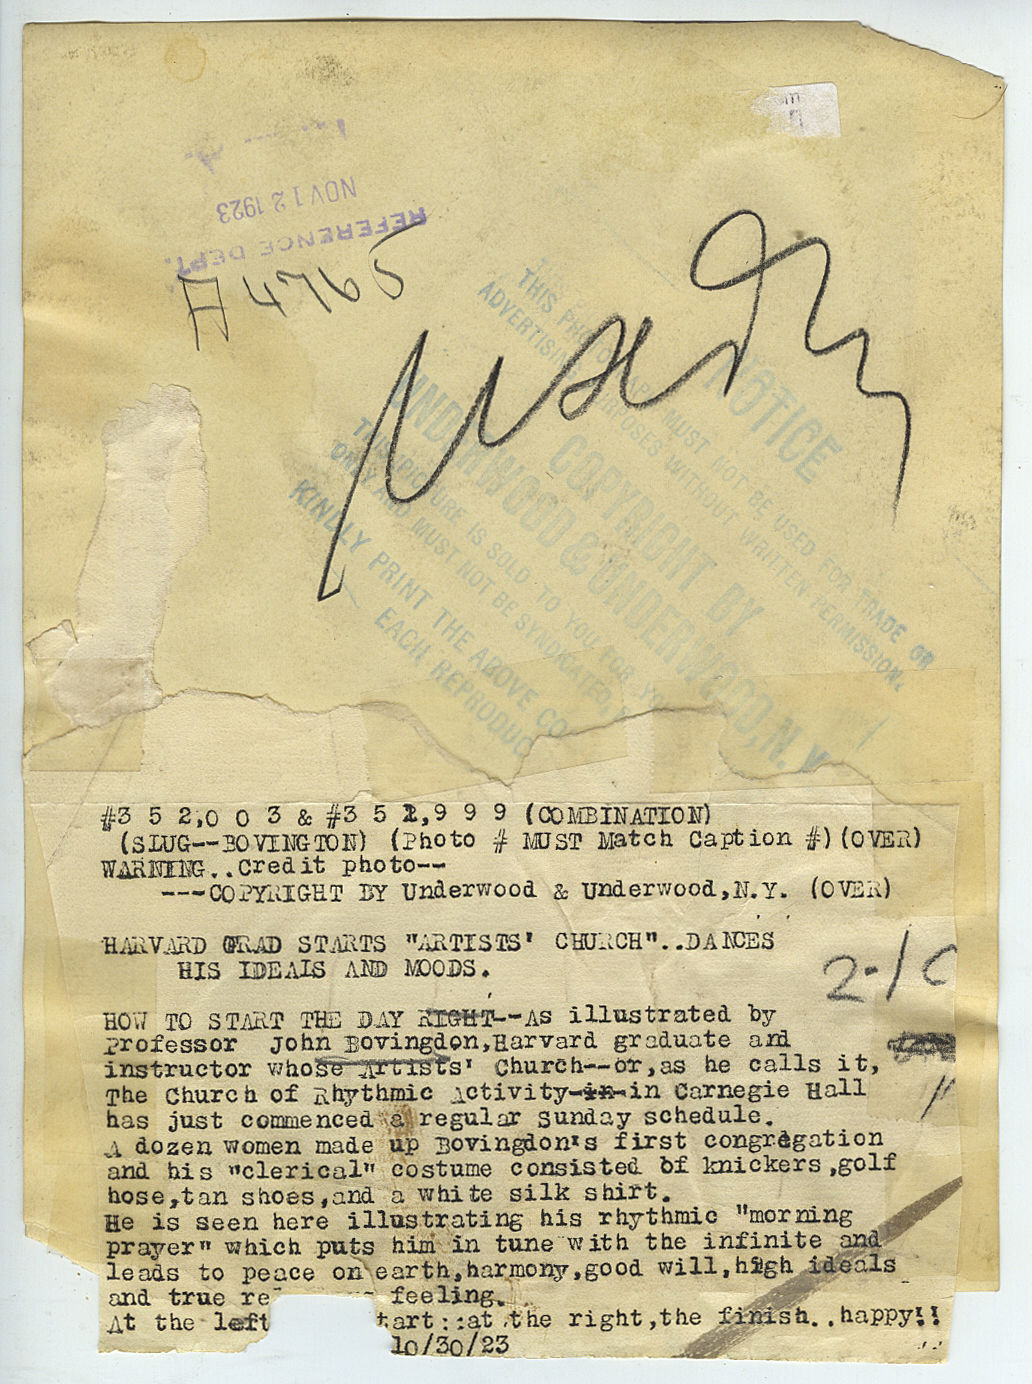 NOV 12 1923
REFERENCE DEPT.
A4765
NOTICE
THIS PHOTOGRAPH MUST NOT BE USED FOR TRADE OR
ADVERTISING PURPOSES WITHOUT WRITTEN PERMISSION.
COPYRIGHT BY
UNDERWOOD & UNDERWOOD, N.Y.
THIS PICTURE IS SOLD TO YOU FOR
ONLY AND MUST NOT BE SYNDICATED,
KINDLY PRINT THE ABOVE CO
EACH REPRODUC
#3 5 2,0 0 3 & #3 5 2,9 9 9 (COMBINATION)
(SLUG--BOVINGTON) (Photo # MUST Match Caption #)(OVER)
WARNING..Credit photo--
---COPYRIGHT BY Underwood & Underwood,N.Y. (OVER)
HARVARD GRAD STARTS "ARTISTS' CHURCH"..DANCES
HIS IDEALS AND MOODS.
2-1C
HOW TO START THE DAY RIGHT--As illustrated by
Professor John Bovingdon,Harvard graduate and
instructor whose Artists' Church--or,as he calls it,
The Church of Rhythmic Activity-in-in Carnegie Hall
has just commenced a regular Sunday schedule.
A dozen women made up Bovingdon's first congregation
and his "clerical" costume consisted of knickers,golf
hose,tan shoes,and a white silk shirt.
He is seen here illustrating his rhythmic "morning
prayer" which puts him in tune with the infinite and
leads to peace on earth,harmony,good will,high ideals
and true re feeling.
At the left tart::at the right,the finish..happy!!
10/30/23